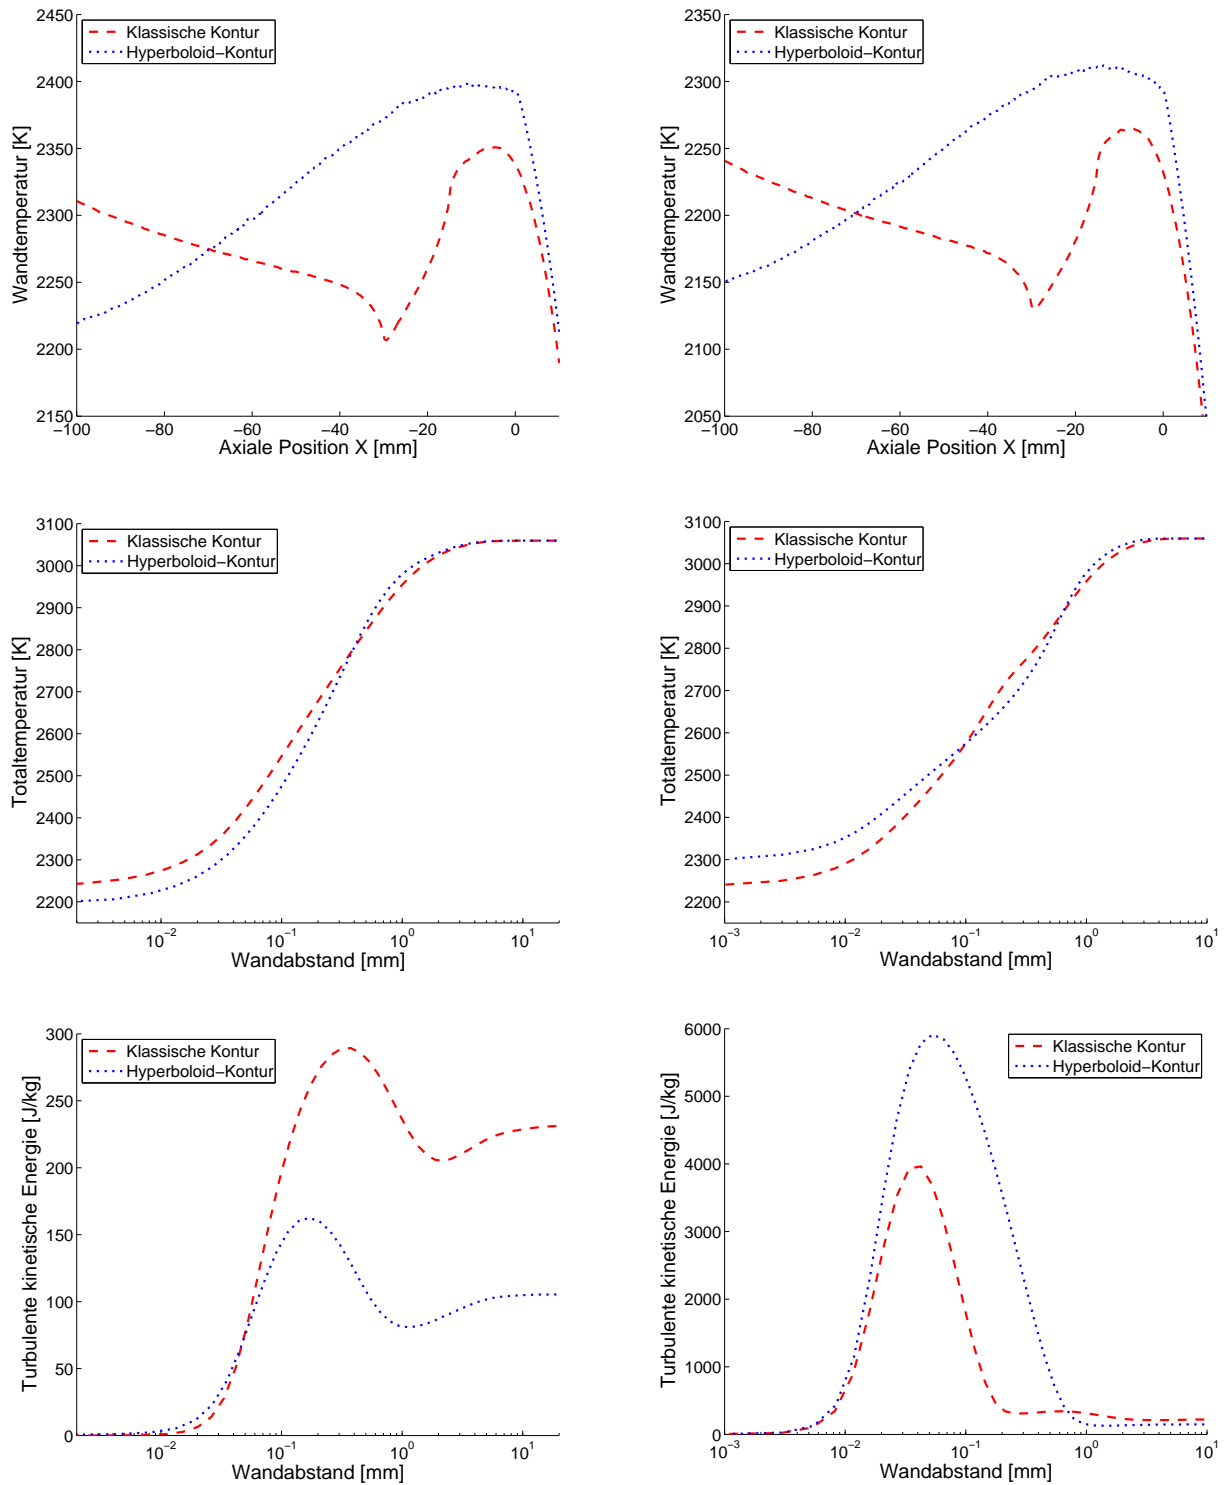 2450
2400
2350
2300
2250
2200
2150
Wandtemperatur [K]
Klassische Kontur
Hyperboloid−Kontur
−100 −80 −60 −40 −20 0
Axiale Position X [mm]
2350
2300
2250
2200
2150
2100
2050
Wandtemperatur [K]
Klassische Kontur
Hyperboloid−Kontur
−100 −80 −60 −40 −20 0
Axiale Position X [mm]
3100
3000
2900
2800
2700
2600
2500
2400
2300
2200
Totaltemperatur [K]
Klassische Kontur
Hyperboloid−Kontur
10^−2 10^−1 10^0 10^1
Wandabstand [mm]
3100
3000
2900
2800
2700
2600
2500
2400
2300
2200
Totaltemperatur [K]
Klassische Kontur
Hyperboloid−Kontur
10^−3 10^−2 10^−1 10^0 10^1
Wandabstand [mm]
300
250
200
150
100
50
0
Turbulente kinetische Energie [J/kg]
Klassische Kontur
Hyperboloid−Kontur
10^−2 10^−1 10^0 10^1
Wandabstand [mm]
6000
5000
4000
3000
2000
1000
0
Turbulente kinetische Energie [J/kg]
Klassische Kontur
Hyperboloid−Kontur
10^−3 10^−2 10^−1 10^0 10^1
Wandabstand [mm]